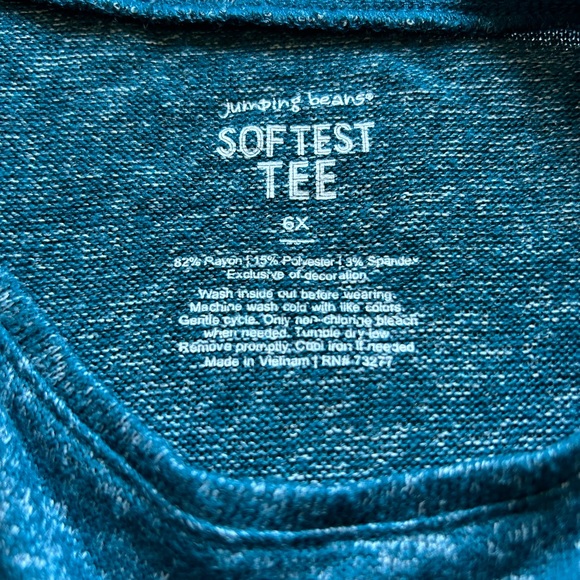 jumping beans®
SOFTEST
TEE
6X
82% Rayon | 15% Polyester | 3% Spandex
Exclusive of decoration
Wash inside out before wearing.
Machine wash cold with like colors.
Gentle cycle. Only non-chlorine bleach
when needed. Tumble dry low.
Remove promptly. Cool iron if needed
Made in Vietnam | RN# 73277